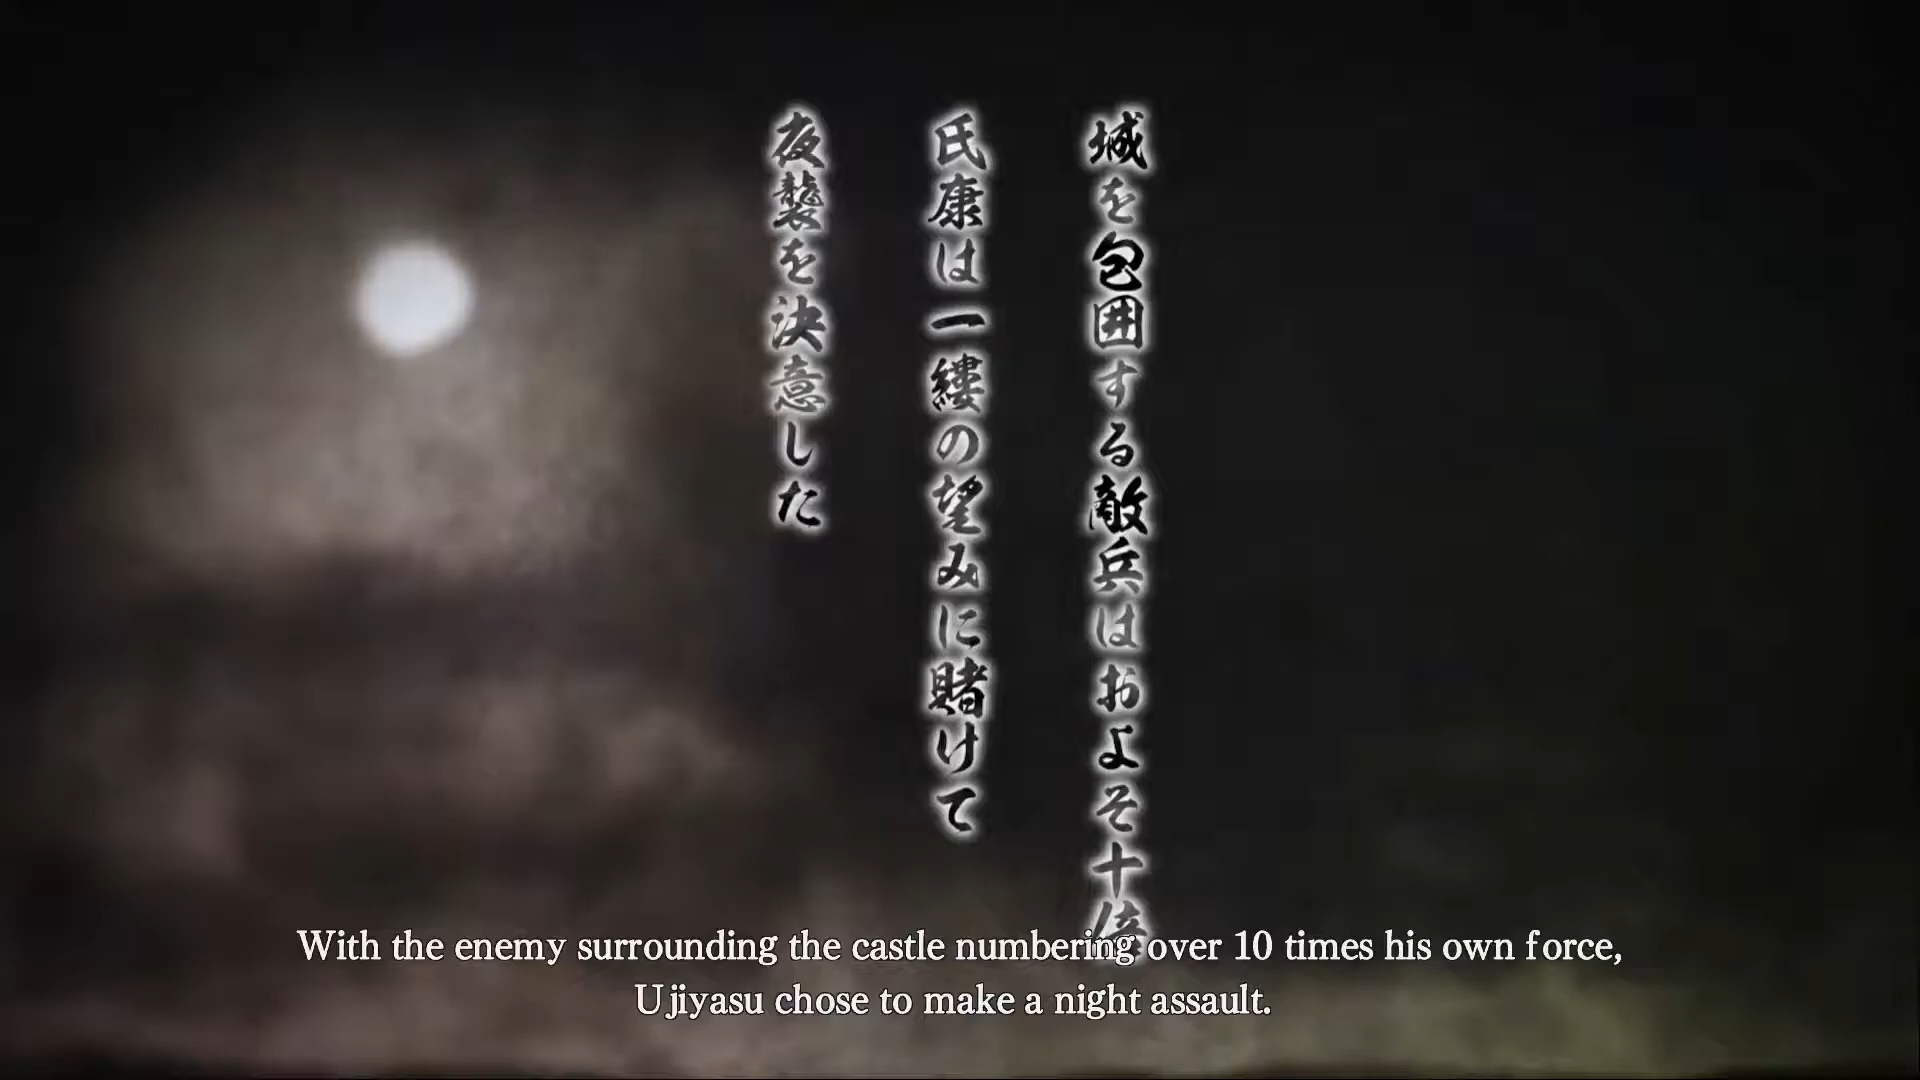 城を包囲する敵兵はおよそ十倍
氏康は一縷の望みに賭けて
夜襲を決意した
With the enemy surrounding the castle numbering over 10 times his own force,
Ujiyasu chose to make a night assault.